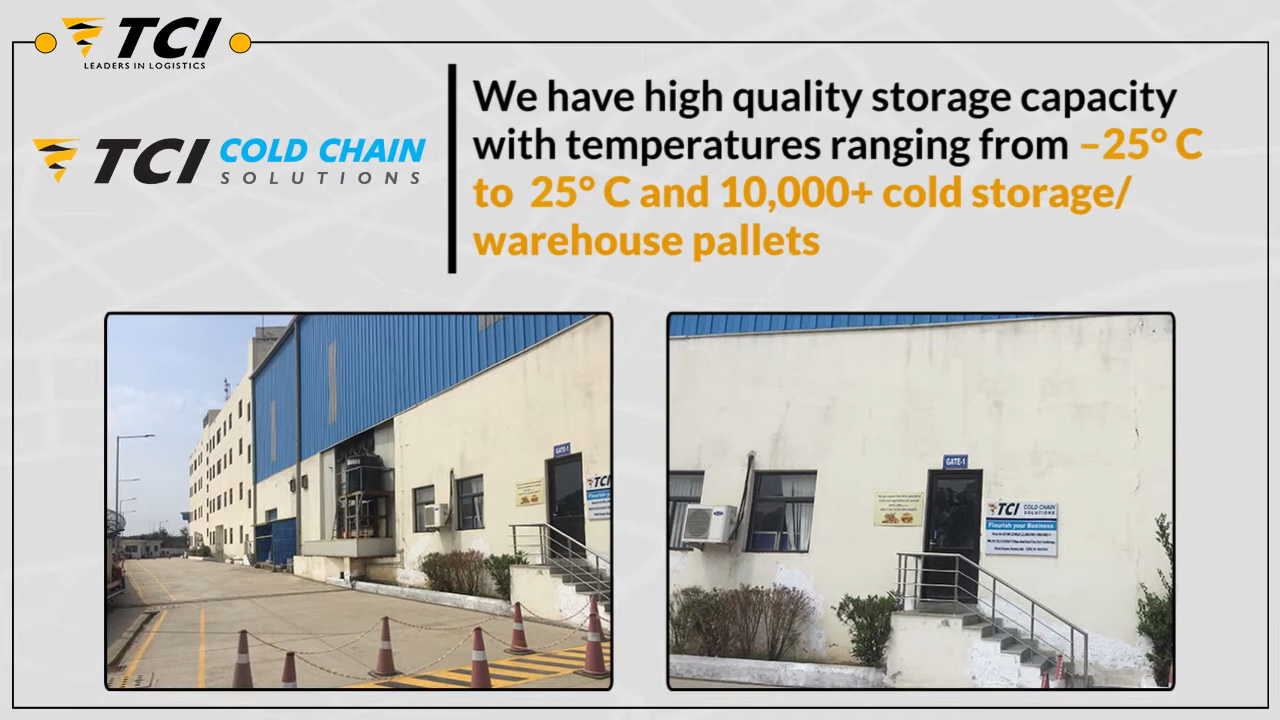 TCI
LEADERS IN LOGISTICS
TCI COLD CHAIN
SOLUTIONS
We have high quality storage capacity
with temperatures ranging from –25° C
to 25° C and 10,000+ cold storage/
warehouse pallets
TCI
Flourish your
GATE-1
TCI COLD CHAIN
SOLUTIONS
Flourish your Business